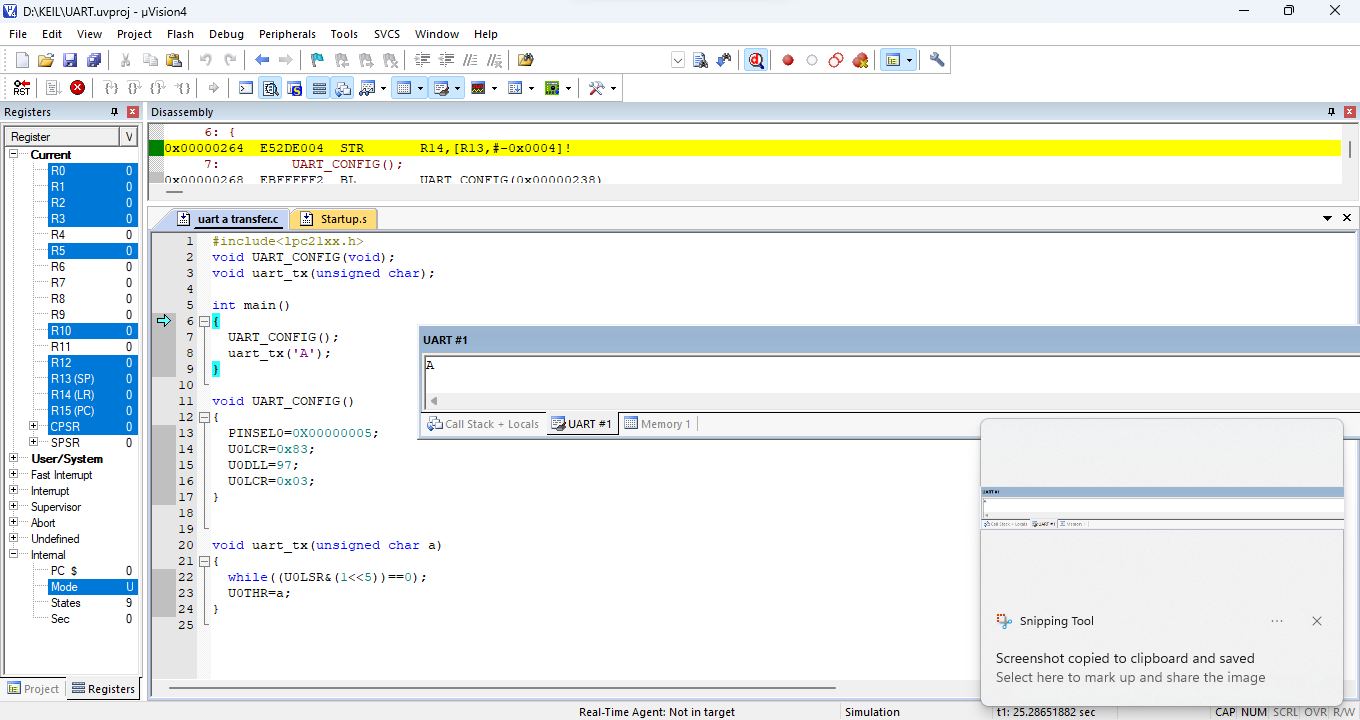 D:\KEIL\UART.uvproj - µVision4
File Edit View Project Flash Debug Peripherals Tools SVCS Window Help
RST
Registers
Disassembly
Register V
Current
R0 0
R1 0
R2 0
R3 0
R4 0
R5 0
R6 0
R7 0
R8 0
R9 0
R10 0
R11 0
R12 0
R13 (SP) 0
R14 (LR) 0
R15 (PC) 0
CPSR 0
SPSR 0
User/System
Fast Interrupt
Interrupt
Supervisor
Abort
Undefined
Internal
PC $ 0
Mode U
States 9
Sec 0
Project Registers
6: {
0x00000264 E52DE004 STR R14,[R13,#-0x0004]!
7: UART_CONFIG();
0x00000268 EBFFFFF2 BL UART_CONFIG(0x00000238)
uart a transfer.c Startup.s
1 #include<lpc21xx.h>
2 void UART_CONFIG(void);
3 void uart_tx(unsigned char);
4
5 int main()
6 {
7 UART_CONFIG();
8 uart_tx('A');
9 }
10
11 void UART_CONFIG()
12 {
13 PINSEL0=0X00000005;
14 U0LCR=0x83;
15 U0DLL=97;
16 U0LCR=0x03;
17 }
18
19
20 void uart_tx(unsigned char a)
21 {
22 while((U0LSR&(1<<5))==0);
23 U0THR=a;
24 }
25
UART #1
A
Call Stack + Locals UART #1 Memory 1
UART #1
Call Stack + Locals UART #1 Memory 1
Snipping Tool
Screenshot copied to clipboard and saved
Select here to mark up and share the image
Real-Time Agent: Not in target Simulation t1: 25.28651882 sec CAP NUM SCRL OVR R/W